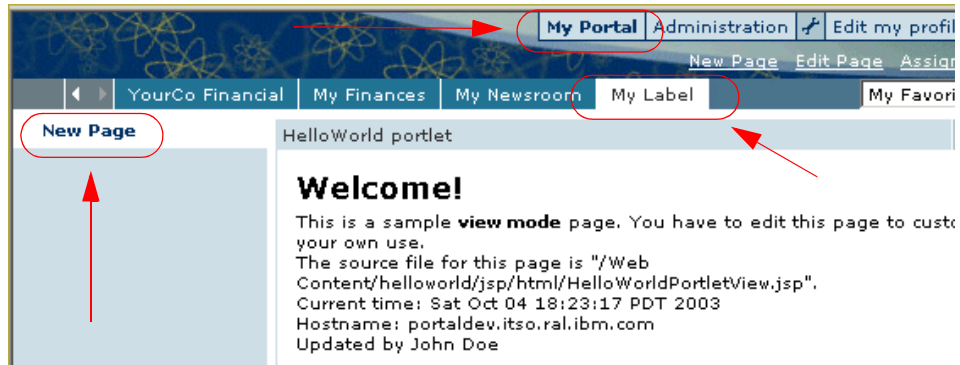 My Portal Administration Edit my profil
New Page Edit Page Assign
YourCo Financial My Finances My Newsroom My Label My Favori
New Page
HelloWorld portlet
Welcome!
This is a sample view mode page. You have to edit this page to custo
your own use.
The source file for this page is "/Web
Content/helloworld/jsp/html/HelloWorldPortletView.jsp".
Current time: Sat Oct 04 18:23:17 PDT 2003
Hostname: portaldev.itso.ral.ibm.com
Updated by John Doe